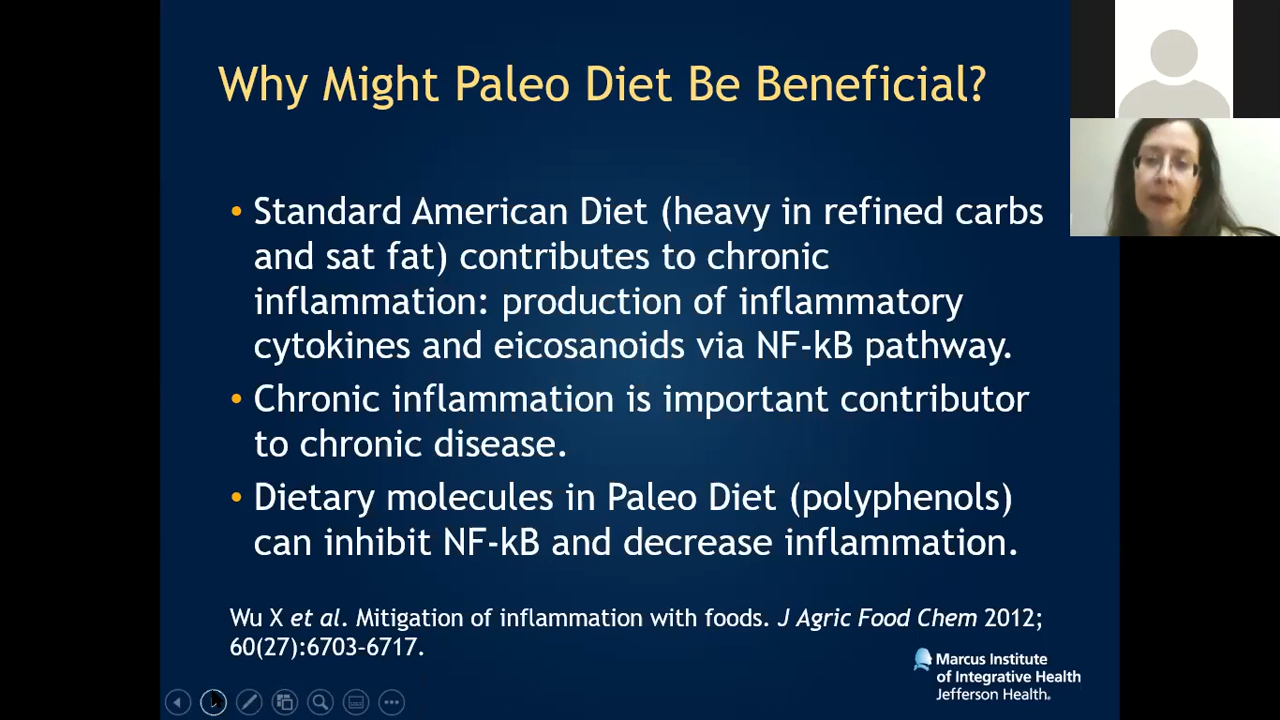 Why Might Paleo Diet Be Beneficial?
• Standard American Diet (heavy in refined carbs
and sat fat) contributes to chronic
inflammation: production of inflammatory
cytokines and eicosanoids via NF-kB pathway.
• Chronic inflammation is important contributor
to chronic disease.
• Dietary molecules in Paleo Diet (polyphenols)
can inhibit NF-kB and decrease inflammation.
Wu X et al. Mitigation of inflammation with foods. J Agric Food Chem 2012;
60(27):6703–6717.
Marcus Institute
of Integrative Health
Jefferson Health.